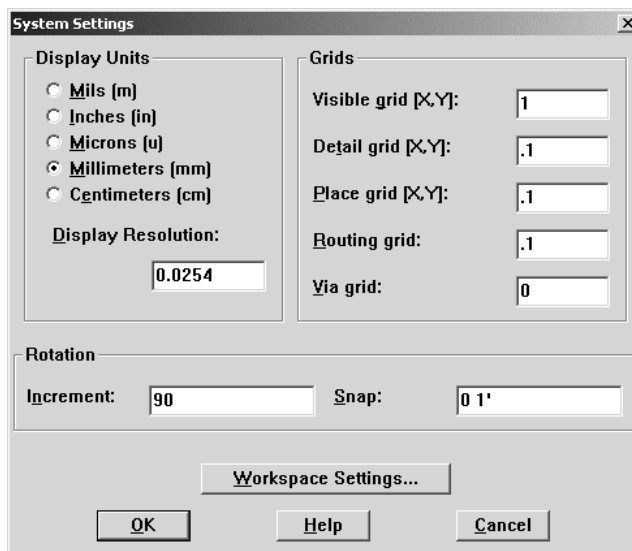 System Settings
Display Units
Mils (m)
Inches (in)
Microns (u)
Millimeters (mm)
Centimeters (cm)
Display Resolution:
0.0254
Grids
Visible grid [X,Y]: 1
Detail grid [X,Y]: .1
Place grid [X,Y]: .1
Routing grid: .1
Via grid: 0
Rotation
Increment: 90 Snap: 0 1'
Workspace Settings...
OK Help Cancel